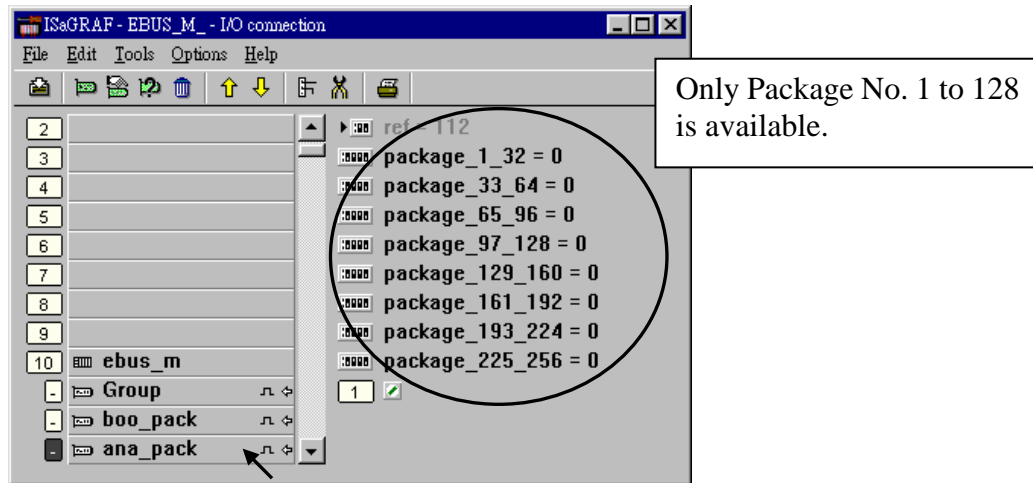 ISaGRAF - EBUS_M_ - I/O connection
File Edit Tools Options Help
Only Package No. 1 to 128
is available.
2
3
4
5
6
7
8
9
10 ebus_m
- Group
- boo_pack
- ana_pack
ref = 112
package_1_32 = 0
package_33_64 = 0
package_65_96 = 0
package_97_128 = 0
package_129_160 = 0
package_161_192 = 0
package_193_224 = 0
package_225_256 = 0
1